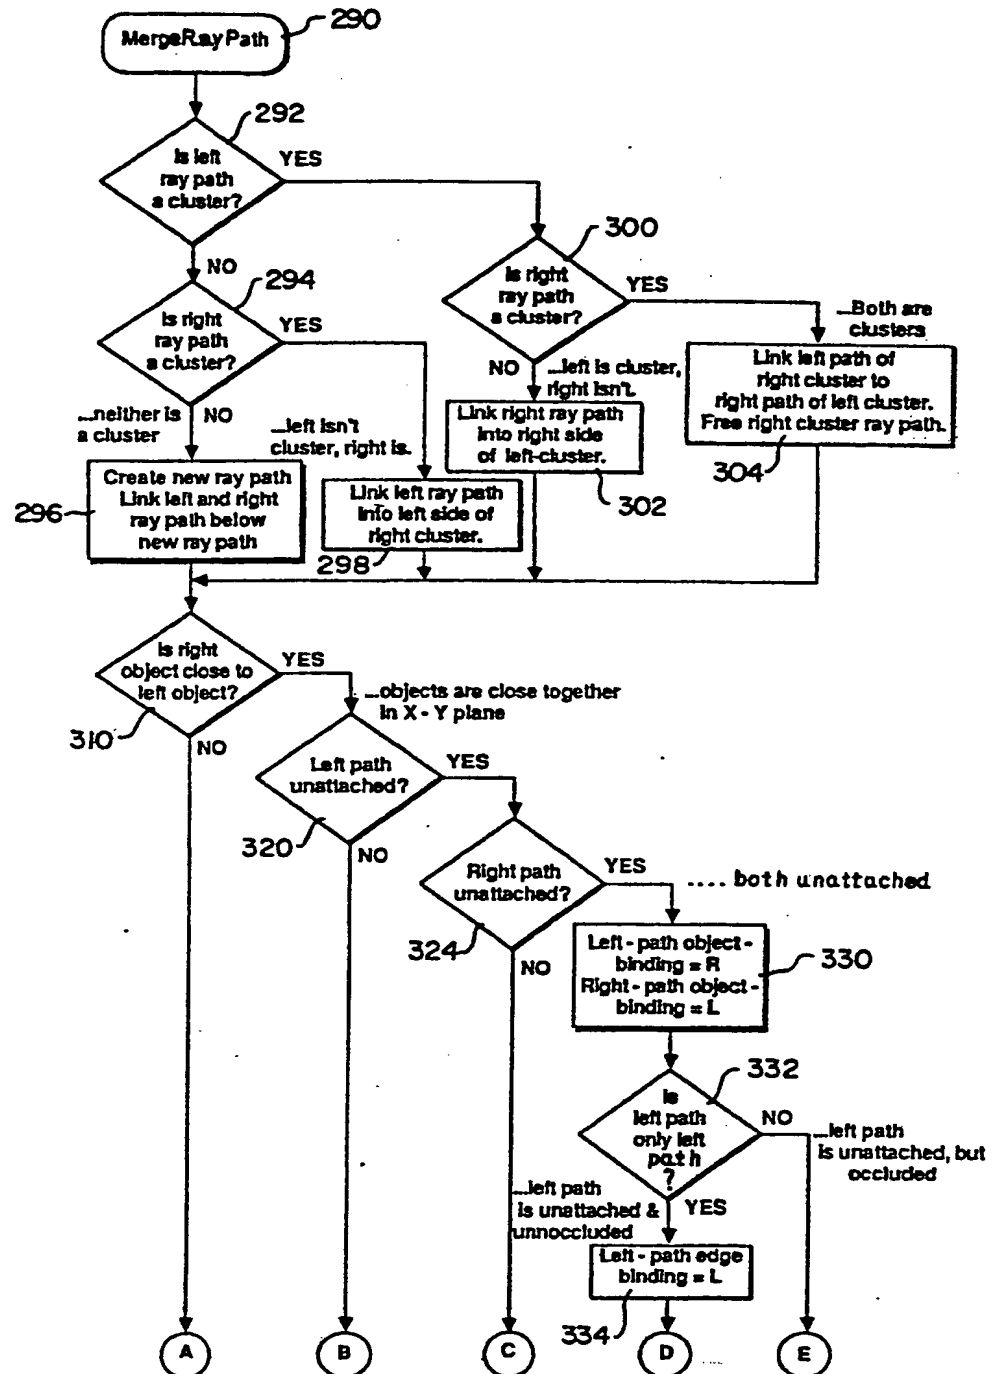 290
MergeRay Path
292
Is left
ray path
a cluster?
YES
NO
300
Is right
ray path
a cluster?
YES
...Both are
clusters
NO
...left is cluster,
right isn't.
294
Is right
ray path
a cluster?
YES
...neither is
a cluster
NO
...left isn't
cluster, right is.
Link left path of
right cluster to
right path of left cluster.
Free right cluster ray path.
304
Link right ray path
into right side
of left-cluster.
302
Create new ray path
Link left and right
ray path below
new ray path
296
Link left ray path
into left side of
right cluster.
298
Is right
object close to
left object?
310
YES
NO
...objects are close together
in X - Y plane
Left path
unattached?
320
YES
NO
Right path
unattached?
324
YES
NO
.... both unattached
Left - path object -
binding = R
Right - path object -
binding = L
330
332
Is
left path
only left
path
?
NO
...left path
is unattached, but
occluded
YES
...left path
is unattached &
unnoccluded
Left - path edge
binding = L
334
A
B
C
D
E